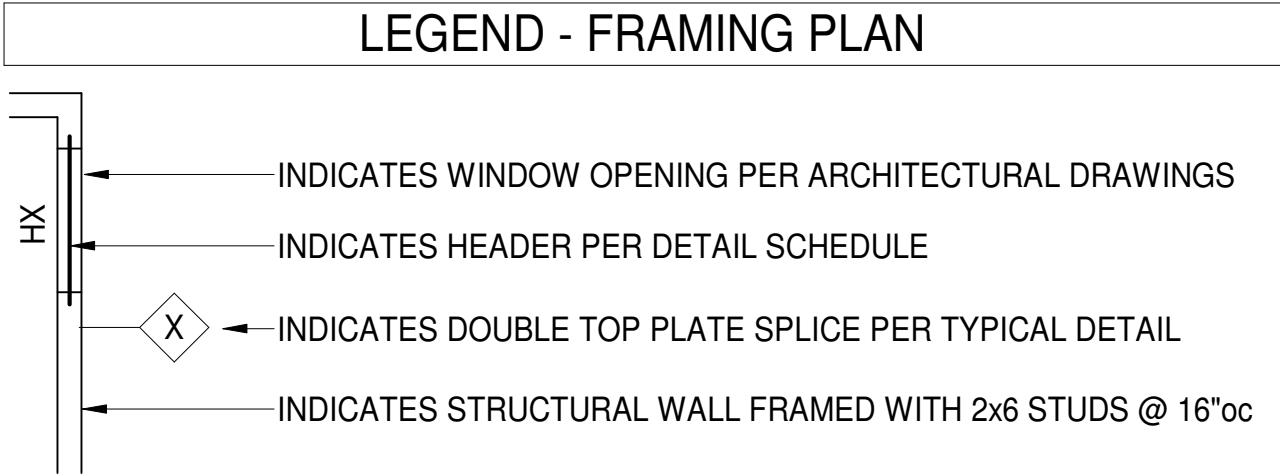 LEGEND - FRAMING PLAN
INDICATES WINDOW OPENING PER ARCHITECTURAL DRAWINGS
HX
INDICATES HEADER PER DETAIL SCHEDULE
X
INDICATES DOUBLE TOP PLATE SPLICE PER TYPICAL DETAIL
INDICATES STRUCTURAL WALL FRAMED WITH 2x6 STUDS @ 16"oc